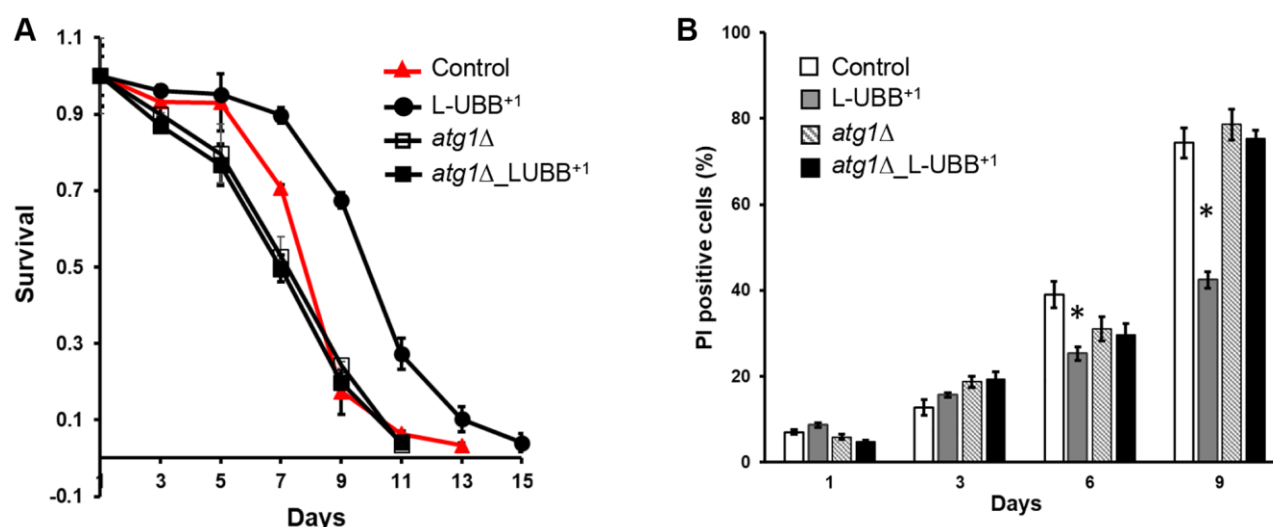 A
1.1
0.9
0.7
0.5
0.3
0.1
-0.1
Survival
1 3 5 7 9 11 13 15
Days
Control
L-UBB⁺¹
atg1Δ
atg1Δ_LUBB⁺¹
B
100
80
60
40
20
0
PI positive cells (%)
Control
L-UBB⁺¹
atg1Δ
atg1Δ_L-UBB⁺¹
*
*
1 3 6 9
Days